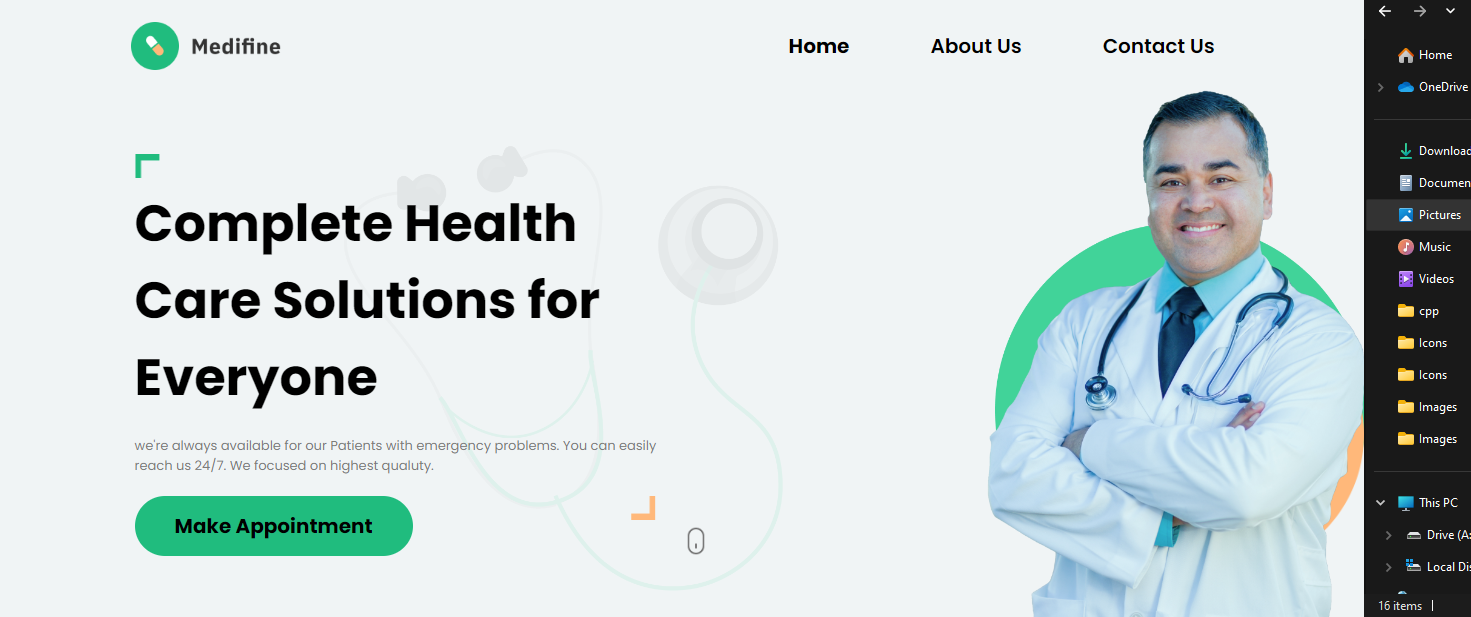 Medifine
Home
About Us
Contact Us
Complete Health
Care Solutions for
Everyone
we're always available for our Patients with emergency problems. You can easily
reach us 24/7. We focused on highest qualuty.
Make Appointment
Home
OneDrive
Download
Documen
Pictures
Music
Videos
cpp
Icons
Icons
Images
Images
This PC
Drive (A:
Local Dis
16 items